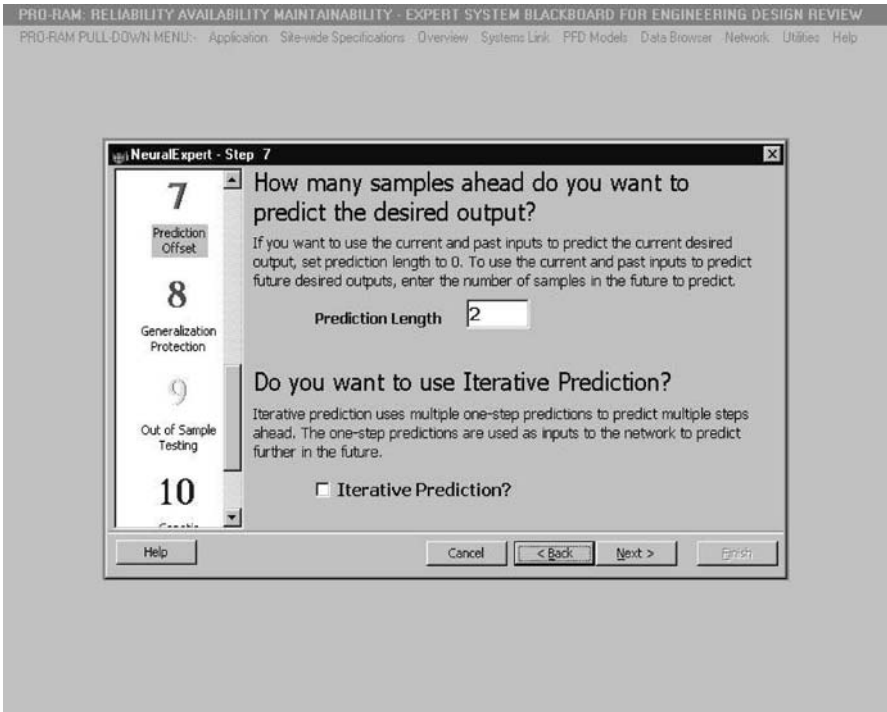 PRO-RAM: RELIABILITY AVAILABILITY MAINTAINABILITY - EXPERT SYSTEM BLACKBOARD FOR ENGINEERING DESIGN REVIEW
PRO-RAM PULL-DOWN MENU:- Application Site-wide Specifications Overview Systems Link PFD Models Data Browser Network Utilities Help
NeuralExpert - Step 7
7
Prediction
Offset
8
Generalization
Protection
9
Out of Sample
Testing
10
Genetic
How many samples ahead do you want to
predict the desired output?
If you want to use the current and past inputs to predict the current desired
output, set prediction length to 0. To use the current and past inputs to predict
future desired outputs, enter the number of samples in the future to predict.
Prediction Length 2
Do you want to use Iterative Prediction?
Iterative prediction uses multiple one-step predictions to predict multiple steps
ahead. The one-step predictions are used as inputs to the network to predict
further in the future.
Iterative Prediction?
Help Cancel < Back Next > Finish